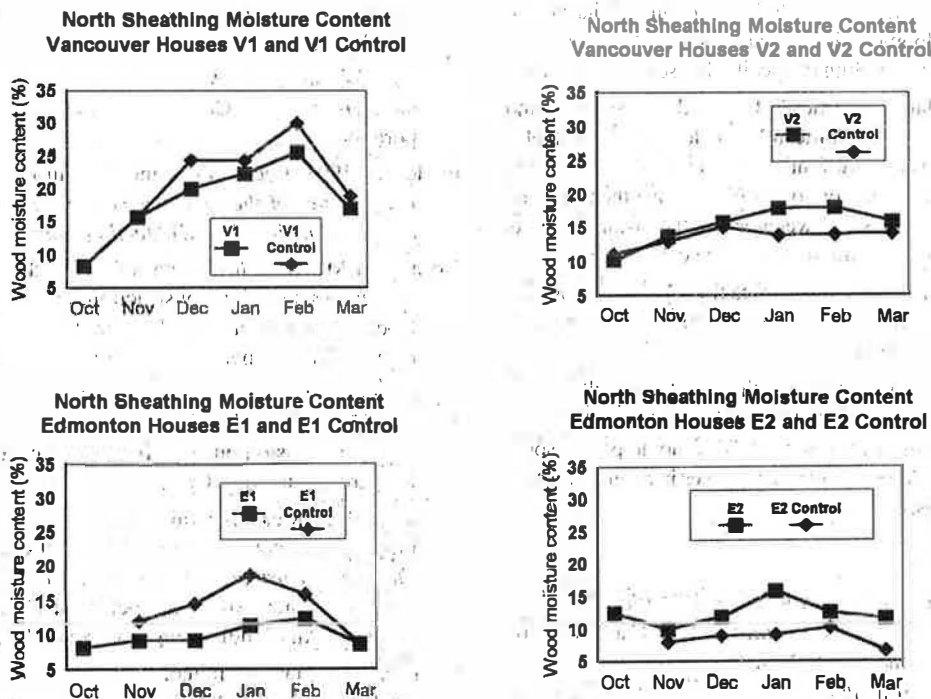 North Sheathing Moisture Content
Vancouver Houses V1 and V1 Control
Wood moisture content (%)
35
30
25
20
15
10
5
V1
V1
Control
Oct Nov Dec Jan Feb Mar
North Sheathing Moisture Content
Vancouver Houses V2 and V2 Control
Wood moisture content (%)
35
30
25
20
15
10
5
V2
V2
Control
Oct Nov Dec Jan Feb Mar
North Sheathing Moisture Content
Edmonton Houses E1 and E1 Control
Wood moisture content (%)
35
30
25
20
15
10
5
E1
E1
Control
Oct Nov Dec Jan Feb Mar
North Sheathing Moisture Content
Edmonton Houses E2 and E2 Control
Wood moisture content (%)
35
30
25
20
15
10
5
E2 E2 Control
Oct Nov Dec Jan Feb Mar